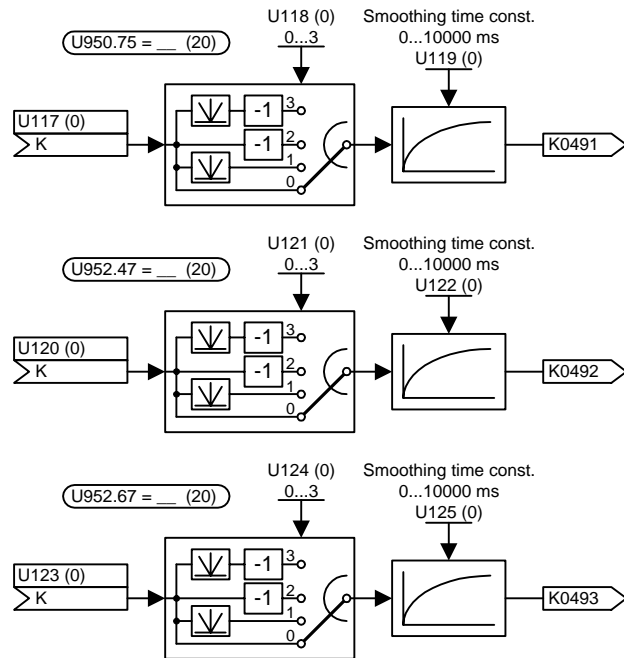 U118 (0)
0...3
Smoothing time const.
0...10000 ms
U119 (0)
U950.75 = __ (20)
U117 (0)
K
-1
3
-1
2
1
0
K0491
U121 (0)
0...3
Smoothing time const.
0...10000 ms
U122 (0)
U952.47 = __ (20)
U120 (0)
K
-1
3
-1
2
1
0
K0492
U124 (0)
0...3
Smoothing time const.
0...10000 ms
U125 (0)
U952.67 = __ (20)
U123 (0)
K
-1
3
-1
2
1
0
K0493